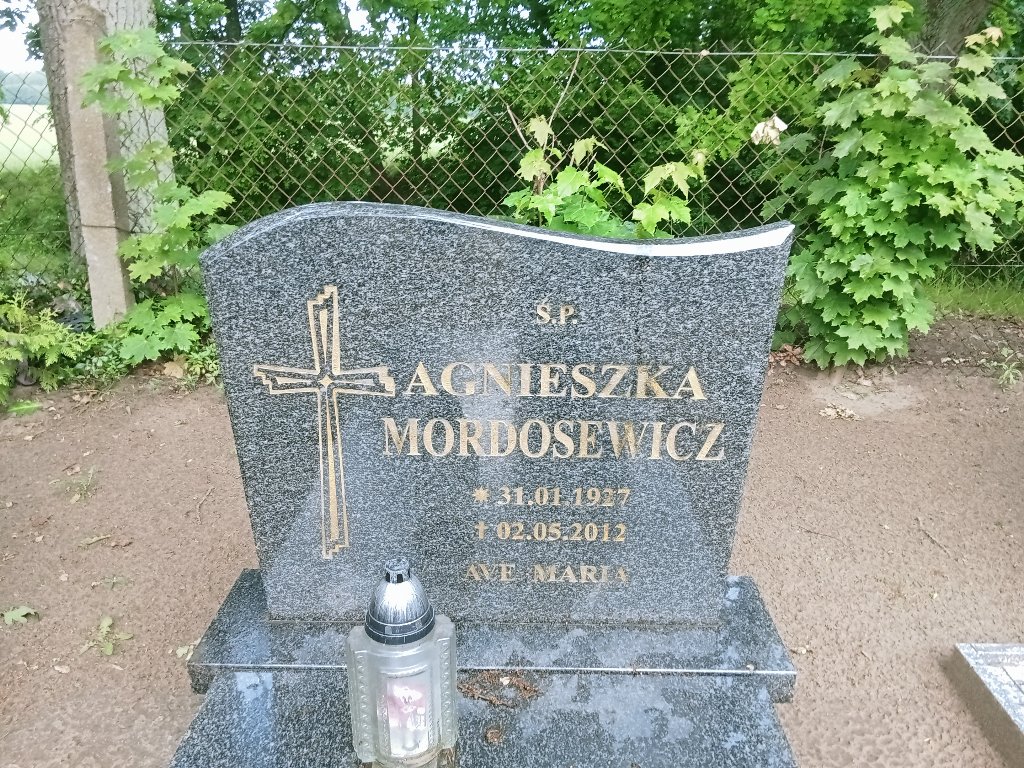 Ś.P.
AGNIESZKA
MORDOSEWICZ
* 31.01.1927
† 02.05.2012
AVE MARIA